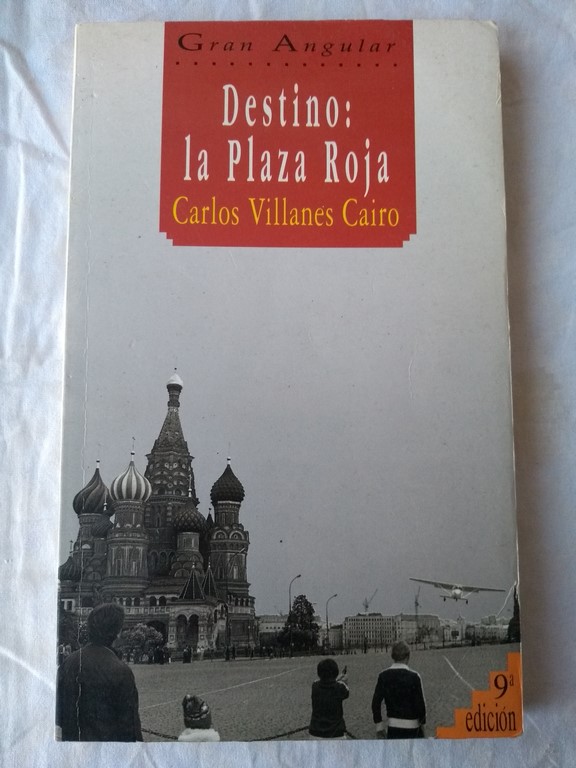 Gran Angular
Destino:
la Plaza Roja
Carlos Villanes Cairo
9ª
edición